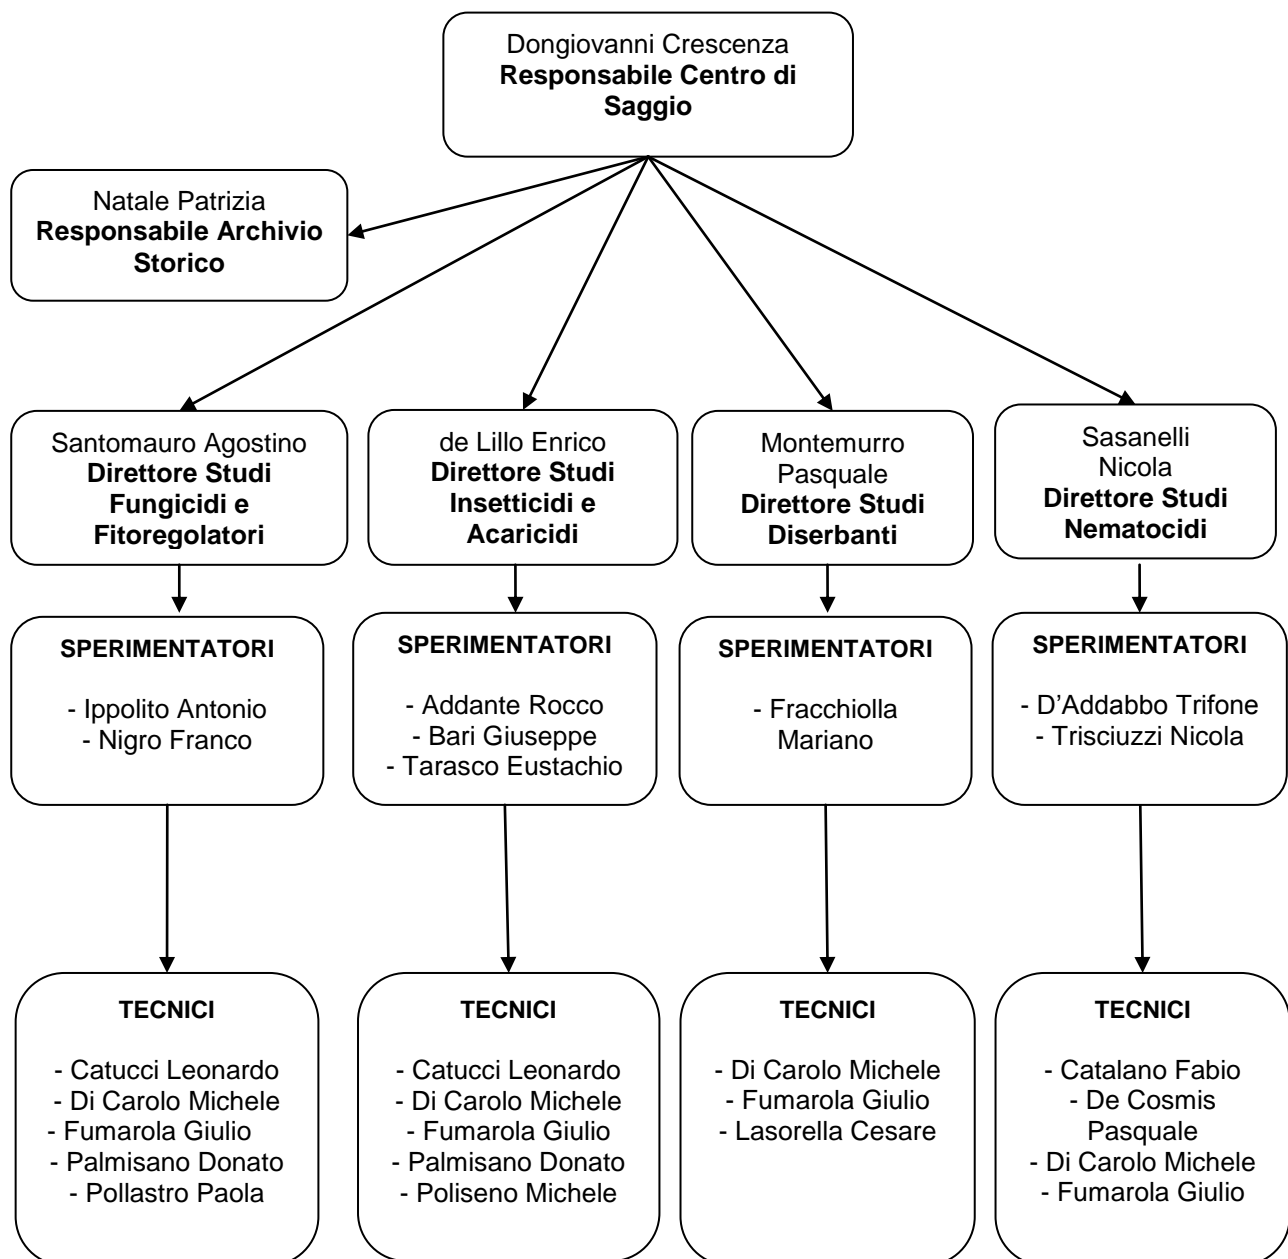 Dongiovanni Crescenza
Responsabile Centro di
Saggio
Natale Patrizia
Responsabile Archivio
Storico
Santomauro Agostino
Direttore Studi
Fungicidi e
Fitoregolatori
de Lillo Enrico
Direttore Studi
Insetticidi e
Acaricidi
Montemurro
Pasquale
Direttore Studi
Diserbanti
Sasanelli
Nicola
Direttore Studi
Nematocidi
SPERIMENTATORI
- Ippolito Antonio
- Nigro Franco
SPERIMENTATORI
- Addante Rocco
- Bari Giuseppe
- Tarasco Eustachio
SPERIMENTATORI
- Fracchiolla
Mariano
SPERIMENTATORI
- D’Addabbo Trifone
- Trisciuzzi Nicola
TECNICI
- Catucci Leonardo
- Di Carolo Michele
- Fumarola Giulio
- Palmisano Donato
- Pollastro Paola
TECNICI
- Catucci Leonardo
- Di Carolo Michele
- Fumarola Giulio
- Palmisano Donato
- Poliseno Michele
TECNICI
- Di Carolo Michele
- Fumarola Giulio
- Lasorella Cesare
TECNICI
- Catalano Fabio
- De Cosmis
Pasquale
- Di Carolo Michele
- Fumarola Giulio